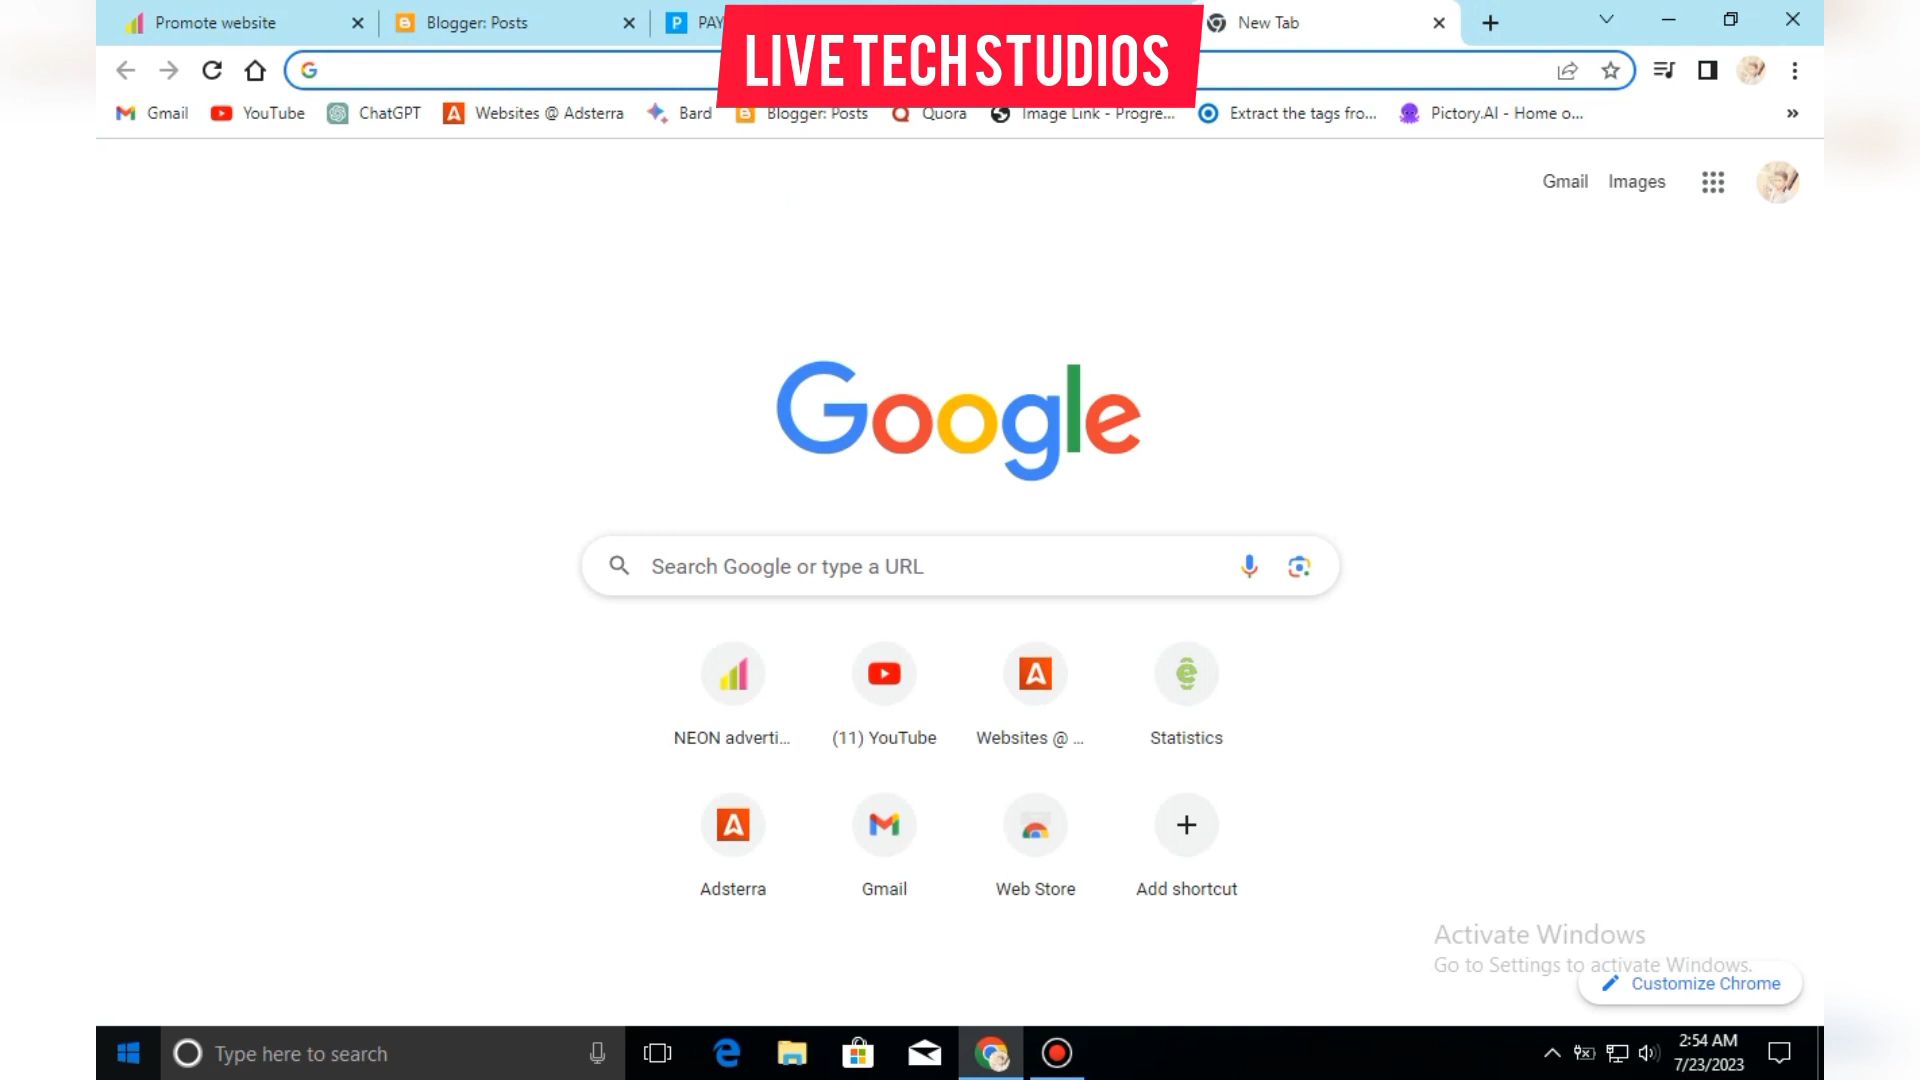 Promote website
Blogger: Posts
PAY
New Tab
LIVE TECH STUDIOS
Gmail
YouTube
ChatGPT
Websites @ Adsterra
Bard
Blogger: Posts
Quora
Image Link - Progre...
Extract the tags fro...
Pictory.AI - Home o...
»
Gmail
Images
Google
Search Google or type a URL
NEON adverti...
(11) YouTube
Websites @ ...
Statistics
Adsterra
Gmail
Web Store
Add shortcut
Activate Windows
Go to Settings to activate Windows.
Customize Chrome
Type here to search
2:54 AM
7/23/2023